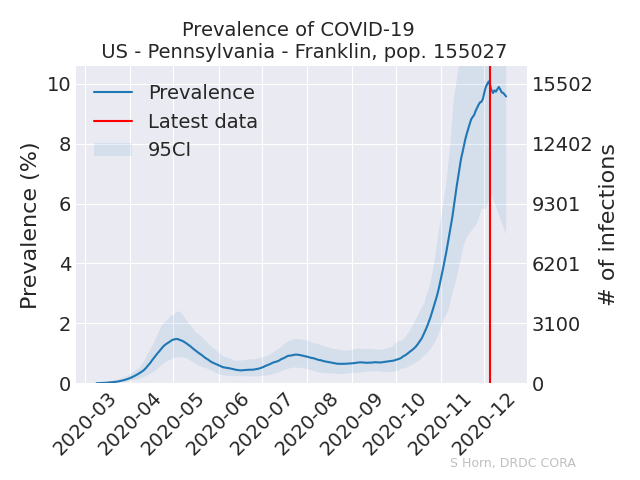 Prevalence of COVID-19
US - Pennsylvania - Franklin, pop. 155027
Prevalence
Latest data
95CI
Prevalence (%)
10
8
6
4
2
0
15502
12402
9301
6201
3100
0
# of infections
2020-03
2020-04
2020-05
2020-06
2020-07
2020-08
2020-09
2020-10
2020-11
2020-12
S Horn, DRDC CORA